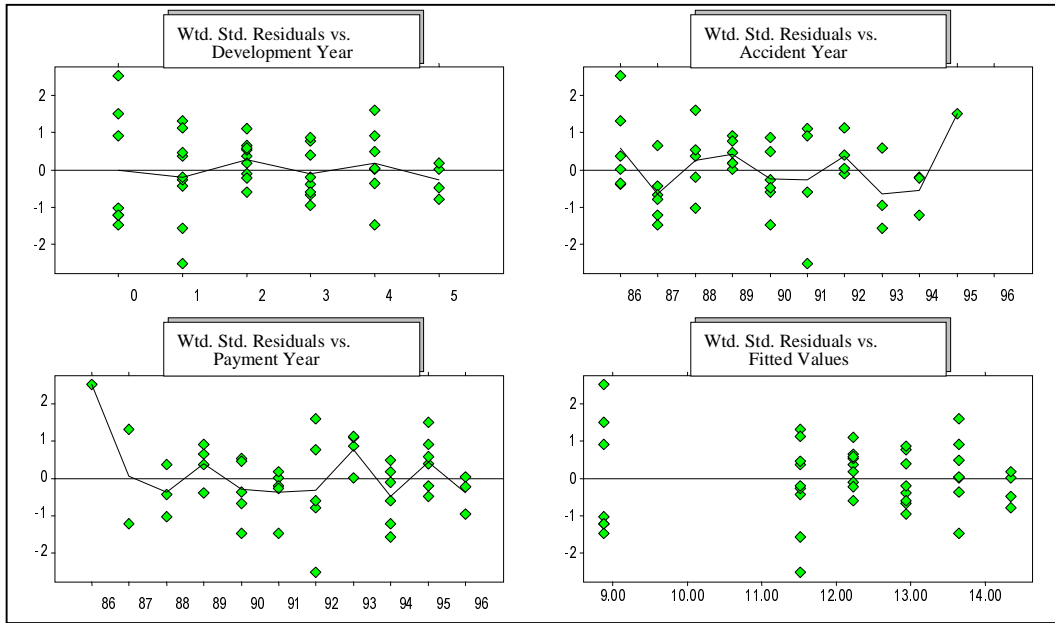 Wtd. Std. Residuals vs.
Development Year
2
1
0
-1
-2
0 1 2 3 4 5
Wtd. Std. Residuals vs.
Accident Year
2
1
0
-1
-2
86 87 88 89 90 91 92 93 94 95 96
Wtd. Std. Residuals vs.
Payment Year
2
1
0
-1
-2
86 87 88 89 90 91 92 93 94 95 96
Wtd. Std. Residuals vs.
Fitted Values
2
1
0
-1
-2
9.00 10.00 11.00 12.00 13.00 14.00